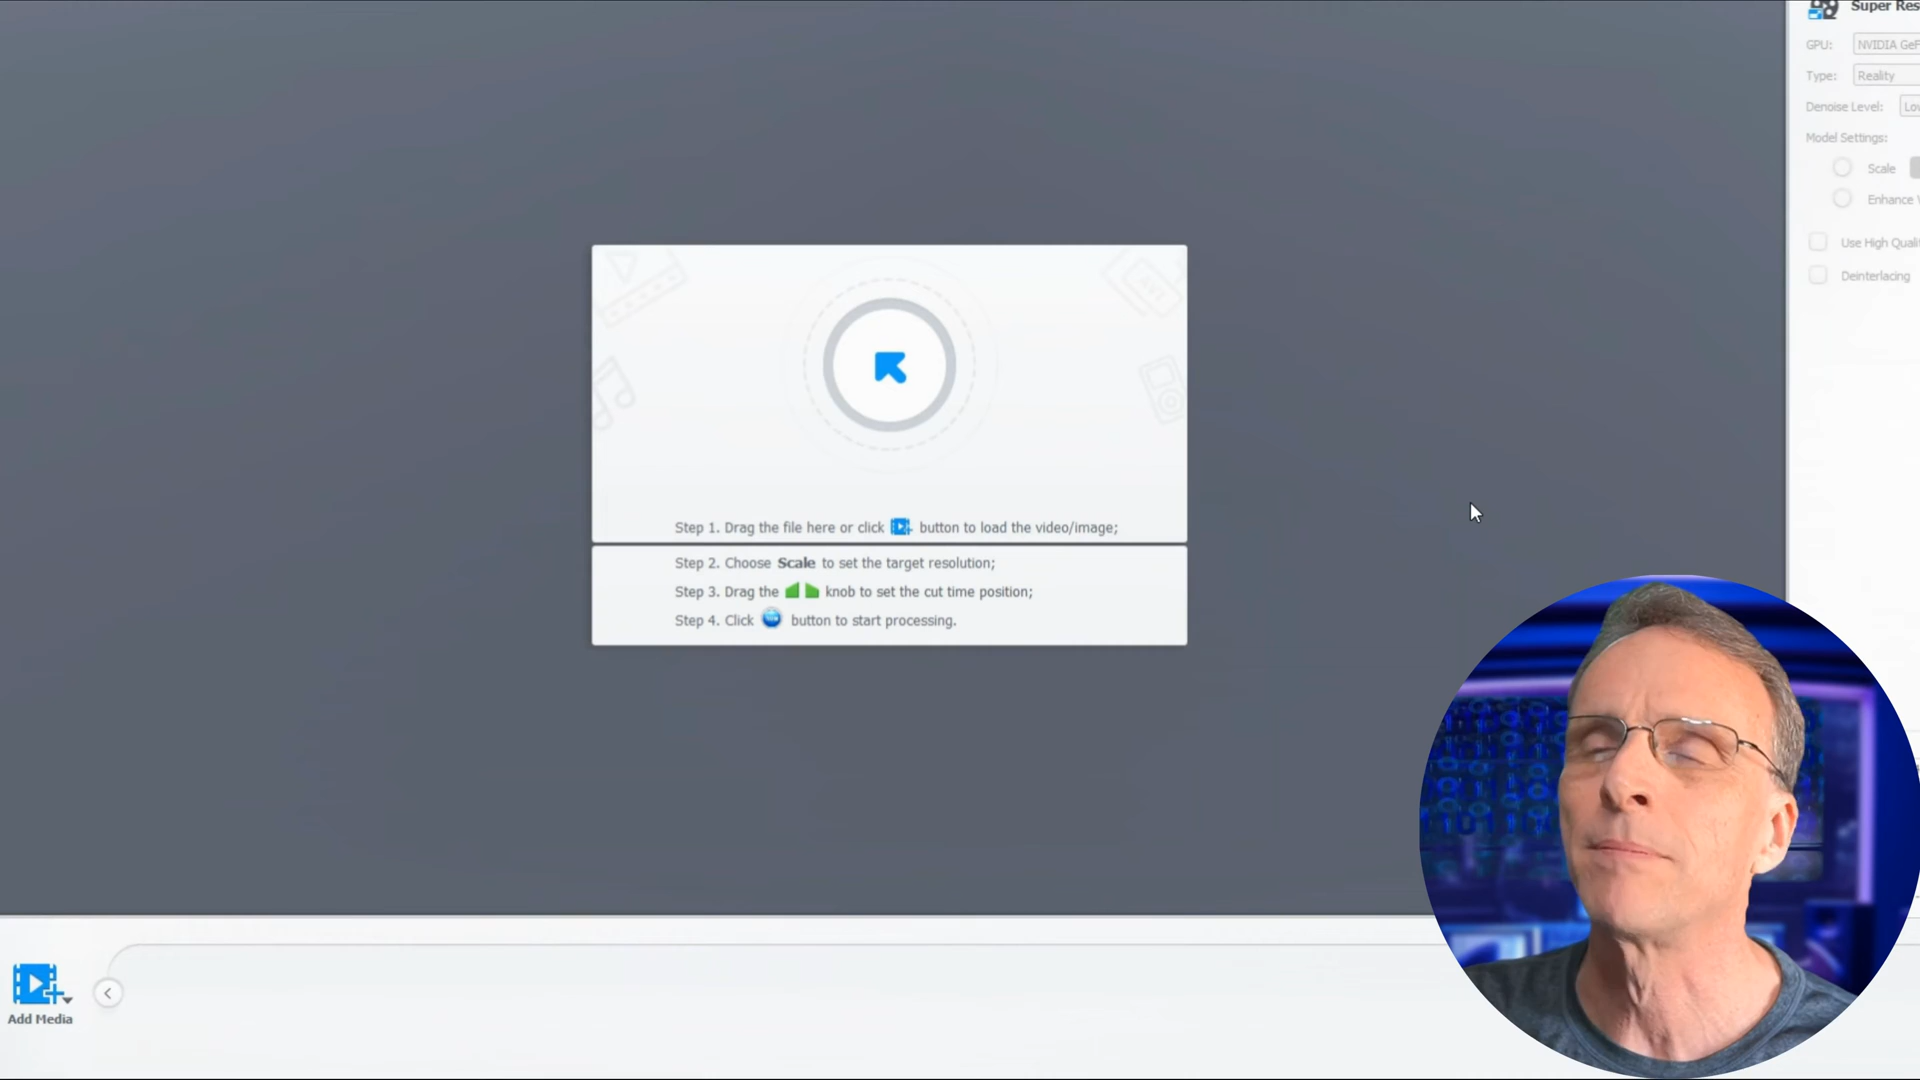 Super Res
GPU: NVIDIA GeF
Type: Reality
Denoise Level: Lov
Model Settings:
Scale
Enhance V
Use High Quali
Deinterlacing
Step 1. Drag the file here or click button to load the video/image;
Step 2. Choose Scale to set the target resolution;
Step 3. Drag the knob to set the cut time position;
Step 4. Click button to start processing.
Add Media